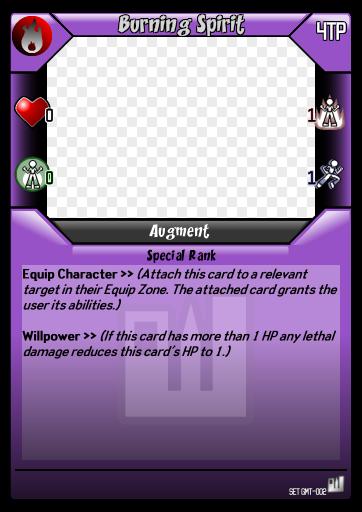 Burning Spirit
4TP
0
1
0
1
Augment
Special Rank
Equip Character >> (Attach this card to a relevant
target in their Equip Zone. The attached card grants the
user its abilities.)
Willpower >> (If this card has more than 1 HP any lethal
damage reduces this card's HP to 1.)
SET GMT-002